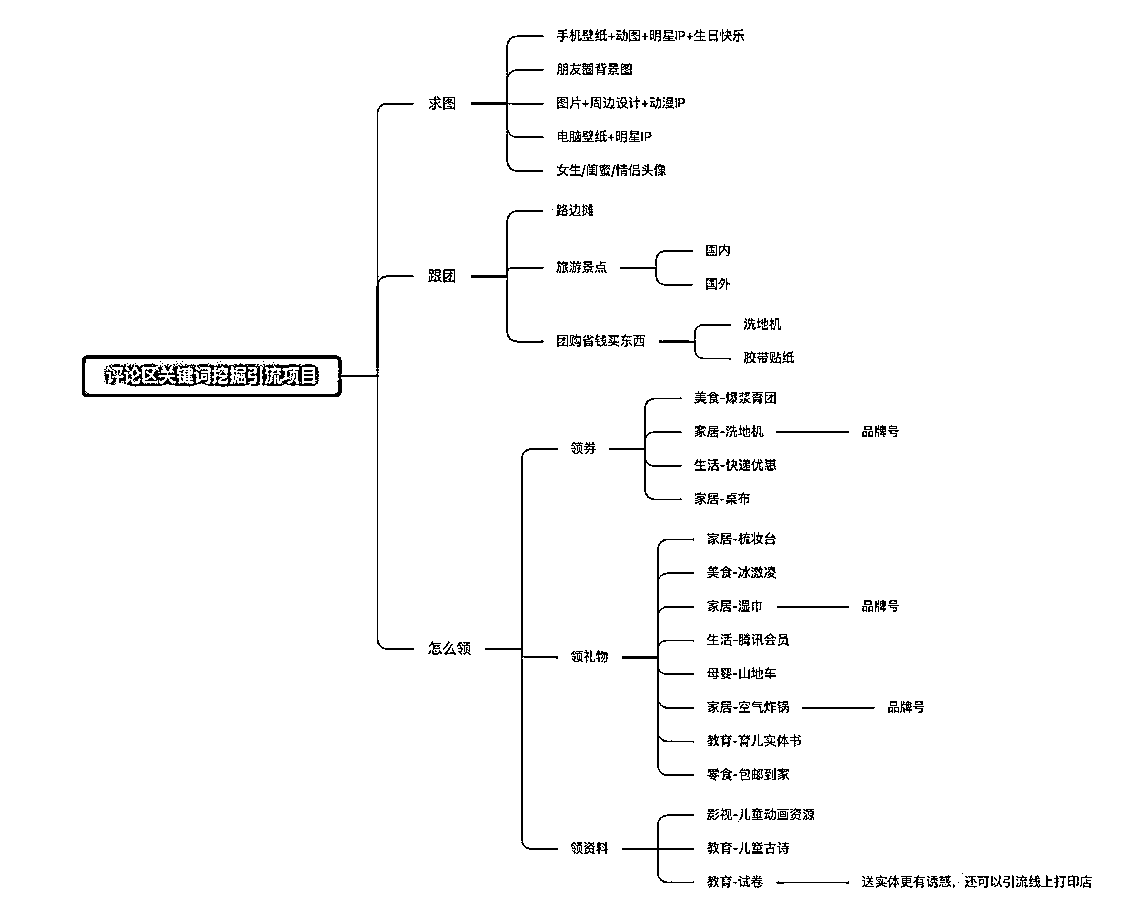 手机壁纸+动图+明星IP+生日快乐
朋友圈背景图
求图
图片+周边设计+动漫IP
电脑壁纸+明星IP
女生/闺蜜/情侣头像
路边摊
跟团
旅游景点
国内
国外
团购省钱买东西
洗地机
胶带贴纸
评论区关键词挖掘引流项目
怎么领
领券
美食-爆浆青团
家居-洗地机
品牌号
生活-快递优惠
家居-桌布
领礼物
家居-梳妆台
美食-冰激凌
家居-湿巾
品牌号
生活-腾讯会员
母婴-山地车
家居-空气炸锅
品牌号
教育-育儿实体书
零食-包邮到家
领资料
影视-儿童动画资源
教育-儿童古诗
教育-试卷
送实体更有诱惑，还可以引流线上打印店